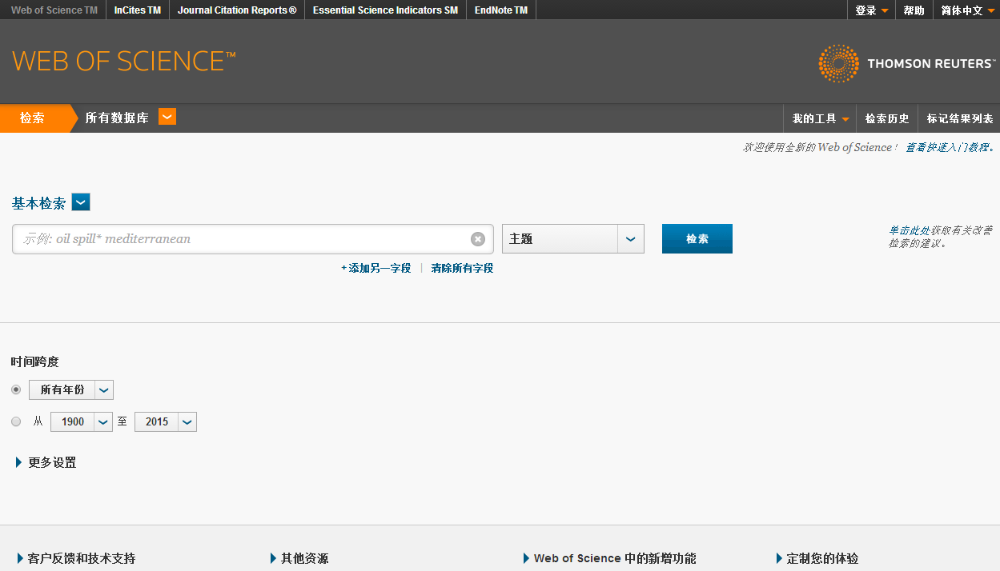 Web of Science TM InCites TM Journal Citation Reports ® Essential Science Indicators SM EndNote TM 登录 帮助 简体中文
WEB OF SCIENCE™ THOMSON REUTERS™
检索 所有数据库 我的工具 检索历史 标记结果列表
欢迎使用全新的 Web of Science! 查看快速入门教程。
基本检索
示例: oil spill* mediterranean 主题 检索
单击此处获取有关改善
检索的建议。
+添加另一字段 | 清除所有字段
时间跨度
所有年份
从 1900 至 2015
更多设置
客户反馈和技术支持 其他资源 Web of Science 中的新增功能 定制您的体验